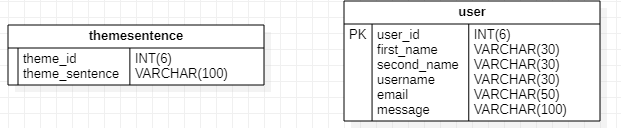 themesentence
theme_id INT(6)
theme_sentence VARCHAR(100)
user
PK user_id INT(6)
first_name VARCHAR(30)
second_name VARCHAR(30)
username VARCHAR(30)
email VARCHAR(50)
message VARCHAR(100)